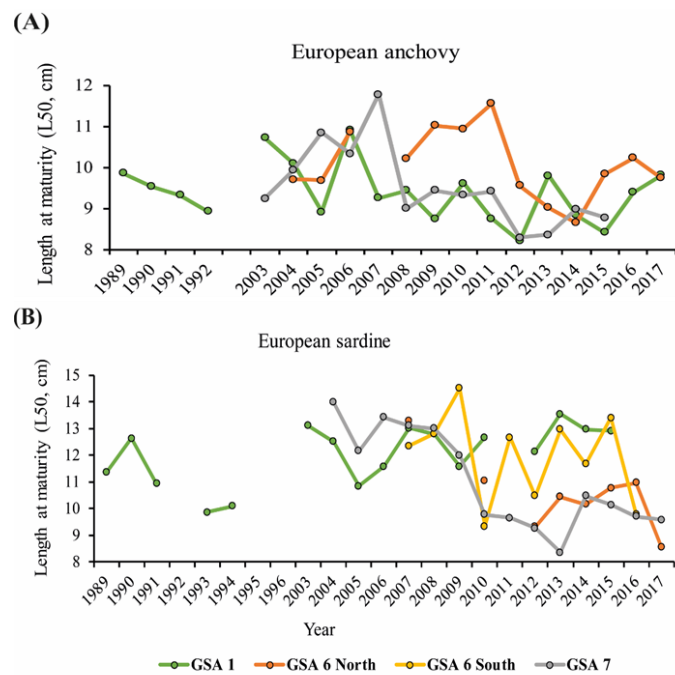 (A)
European anchovy
Length at maturity (L50, cm)
12
11
10
9
8
1989 1990 1991 1992 2003 2004 2005 2006 2007 2008 2009 2010 2011 2012 2013 2014 2015 2016 2017
(B)
European sardine
Length at maturity (L50, cm)
15
14
13
12
11
10
9
8
1989 1990 1991 1992 1993 1994 1995 1996 2003 2004 2005 2006 2007 2008 2009 2010 2011 2012 2013 2014 2015 2016 2017
Year
GSA 1 GSA 6 North GSA 6 South GSA 7